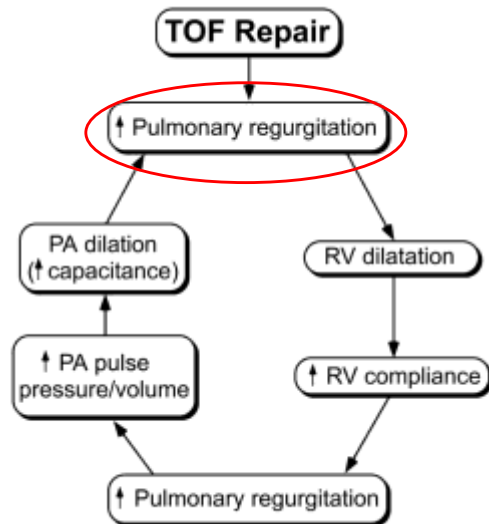 TOF Repair
↑ Pulmonary regurgitation
PA dilation
(↑ capacitance)
RV dilatation
↑ PA pulse
pressure/volume
↑ RV compliance
↑ Pulmonary regurgitation